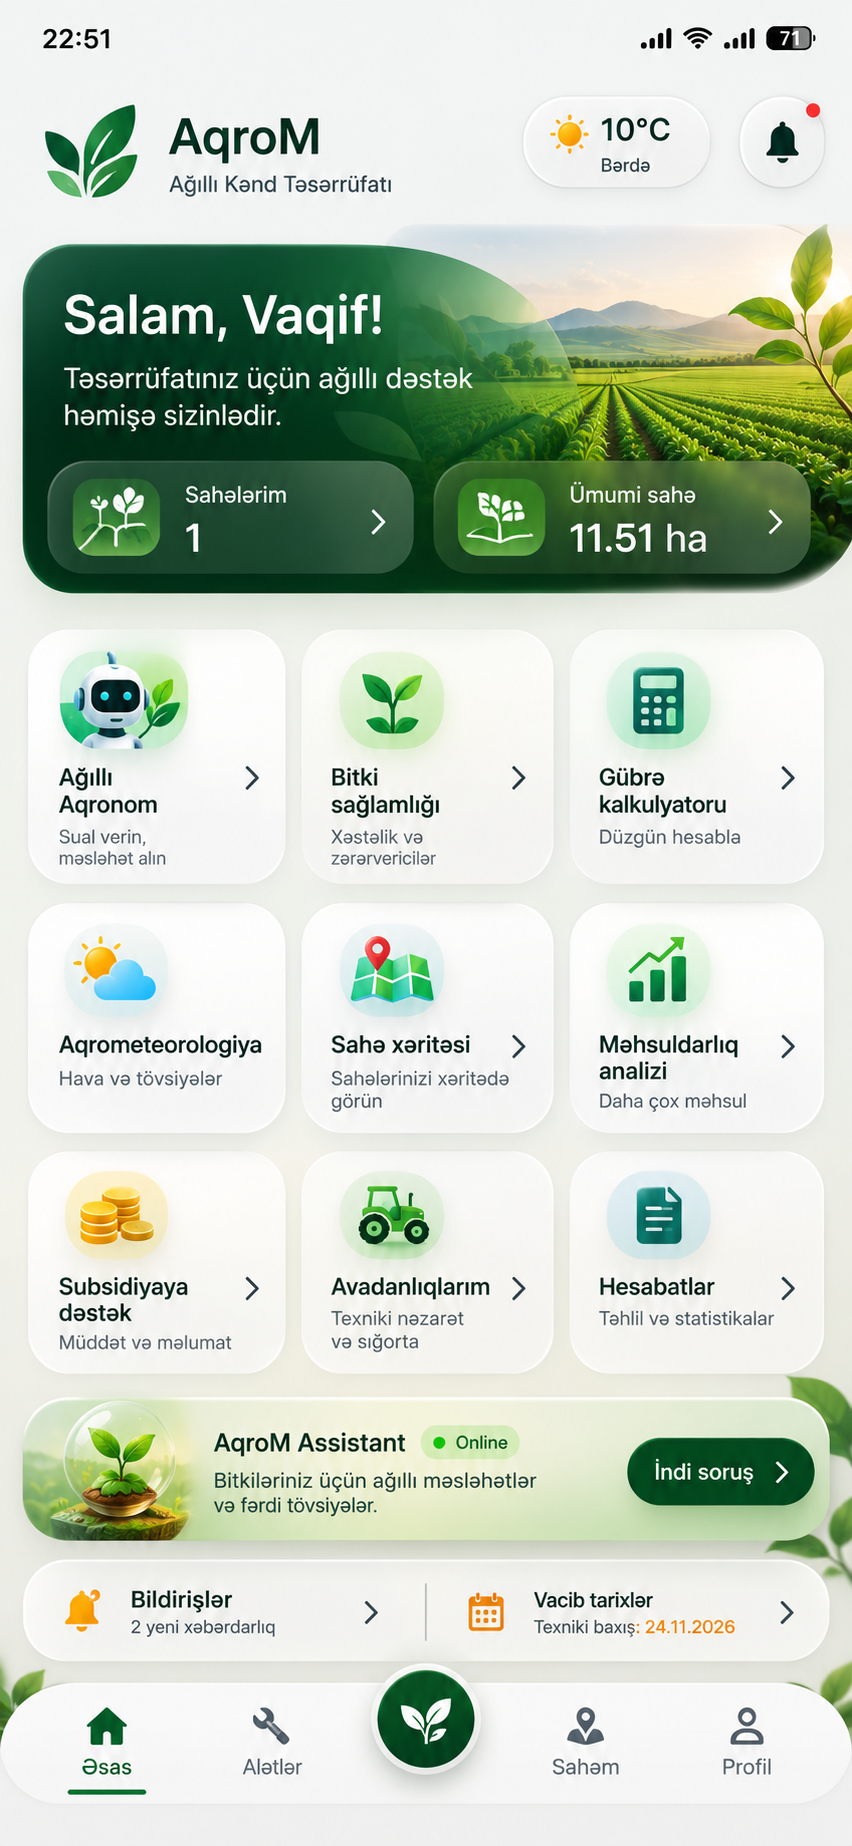 22:51
71
AqroM
Ağıllı Kənd Təsərrüfatı
10°C
Bərdə
Salam, Vaqif!
Təsərrüfatınız üçün ağıllı dəstək
həmişə sizinlədir.
Sahələrim
1
Ümumi sahə
11.51 ha
Ağıllı
Aqronom
Sual verin,
məsləhət alın
Bitki
sağlamlığı
Xəstəlik və
zərərvericilər
Gübrə
kalkulyatoru
Düzgün hesabla
Aqrometeorologiya
Hava və tövsiyələr
Sahə xəritəsi
Sahələrinizi xəritədə
görün
Məhsuldarlıq
analizi
Daha çox məhsul
Subsidiyaya
dəstək
Müddət və məlumat
Avadanlıqlarım
Texniki nəzarət
və sığorta
Hesabatlar
Təhlil və statistikalar
AqroM Assistant
Online
Bitkiləriniz üçün ağıllı məsləhətlər
və fərdi tövsiyələr.
İndi soruş
Bildirişlər
2 yeni xəbərdarlıq
Vacib tarixlər
Texniki baxış: 24.11.2026
Əsas
Alətlər
Sahəm
Profil